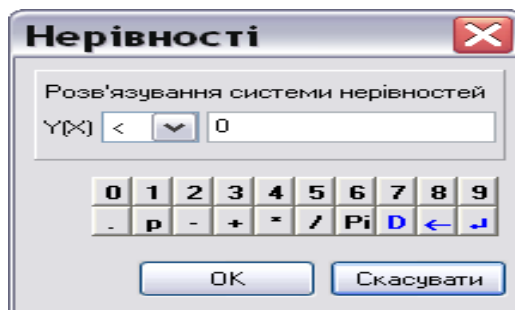 Нерівності
Розв'язування системи нерівностей
Y(X) < 0
0 1 2 3 4 5 6 7 8 9
. p - + * / Pi D ← ↵
OK Скасувати